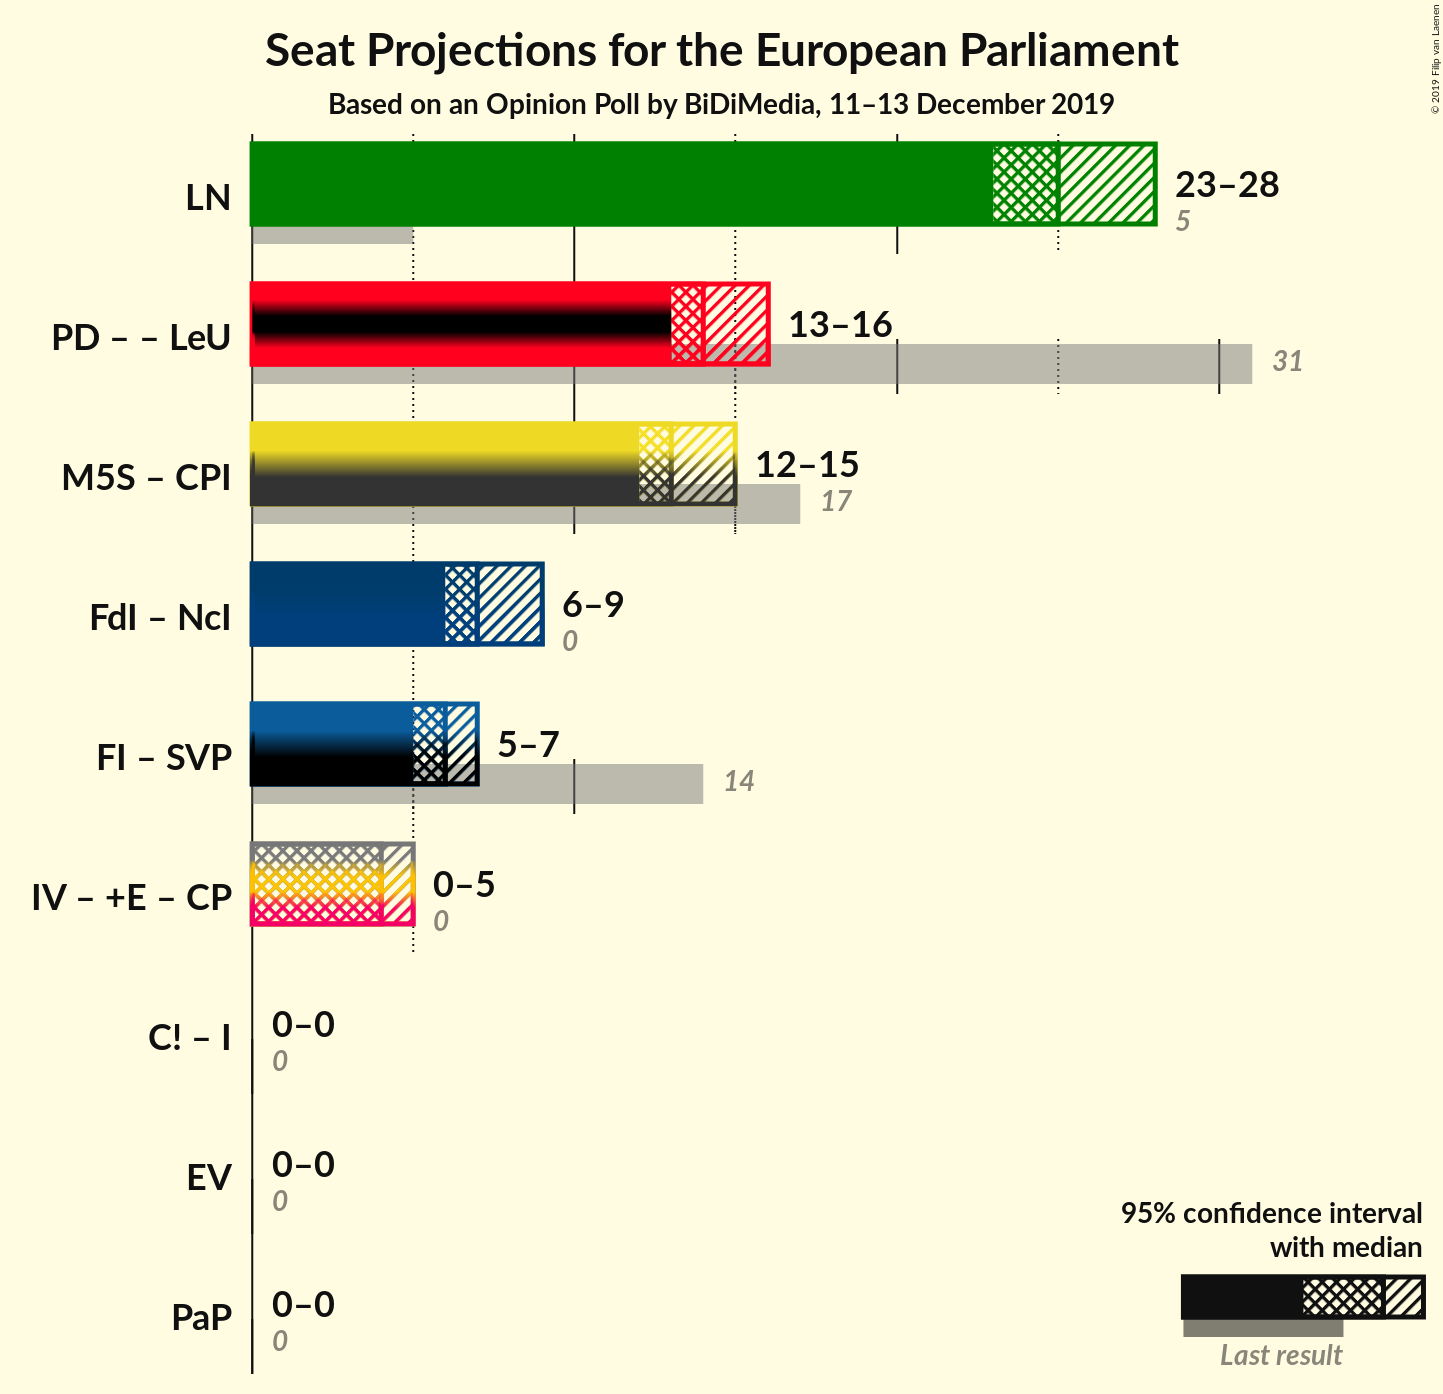 Seat Projections for the European Parliament
Based on an Opinion Poll by BiDiMedia, 11–13 December 2019
© 2019 Filip van Laenen
LN
23–28
5
PD – – LeU
13–16
31
M5S – CPI
12–15
17
FdI – NcI
6–9
0
FI – SVP
5–7
14
IV – +E – CP
0–5
0
C! – I
0–0
0
EV
0–0
0
PaP
0–0
0
95% confidence interval
with median
Last result